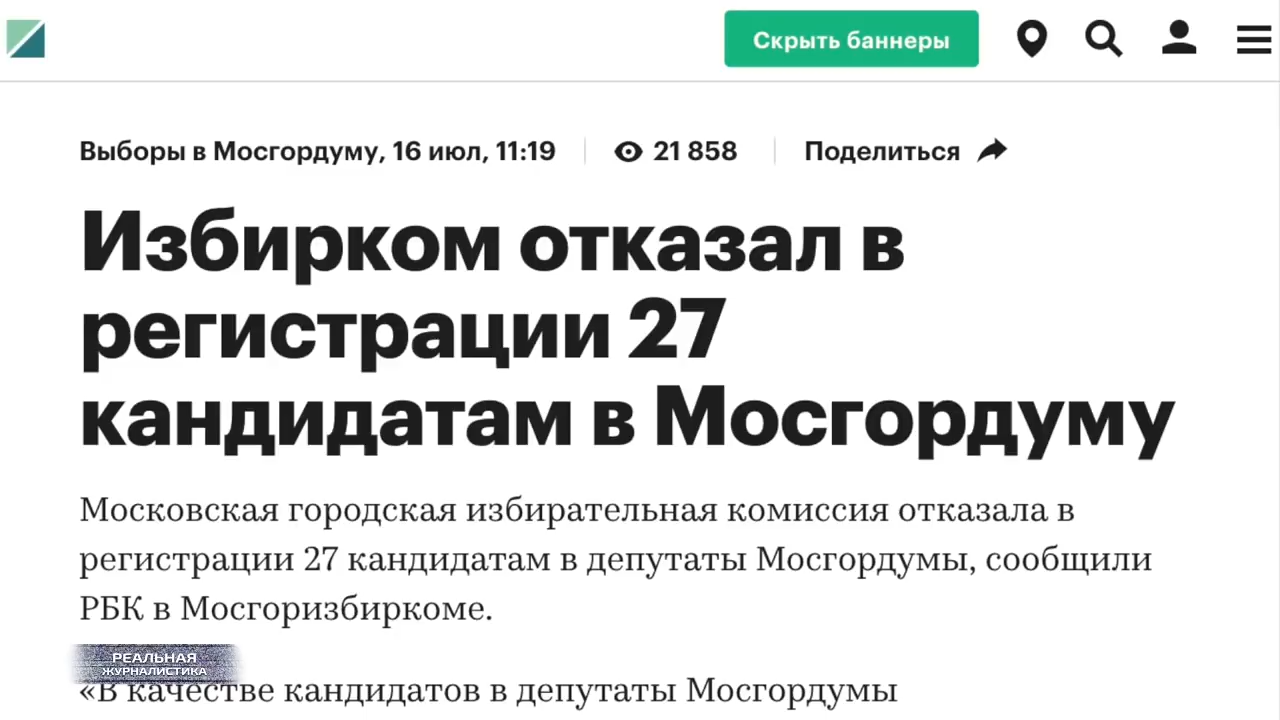 Скрыть баннеры
Выборы в Мосгордуму, 16 июл, 11:19
21 858
Поделиться
Избирком отказал в
регистрации 27
кандидатам в Мосгордуму
Московская городская избирательная комиссия отказала в
регистрации 27 кандидатам в депутаты Мосгордумы, сообщили
РБК в Мосгоризбиркоме.
РЕАЛЬНАЯ
ЖУРНАЛИСТИКА
«В качестве кандидатов в депутаты Мосгордумы